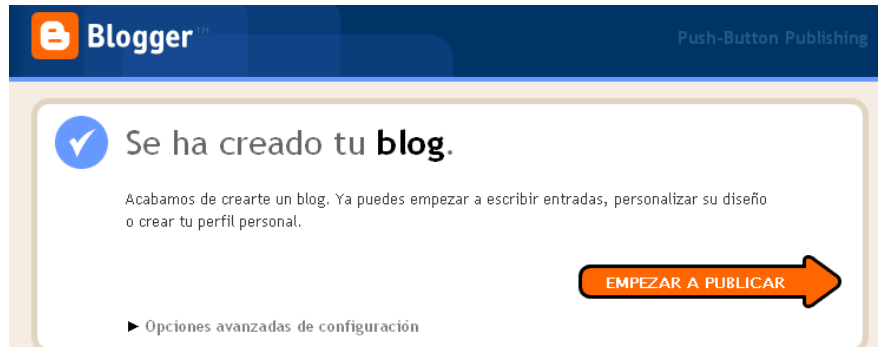 Blogger™
Push-Button Publishing
Se ha creado tu blog.
Acabamos de crearte un blog. Ya puedes empezar a escribir entradas, personalizar su diseño
o crear tu perfil personal.
EMPEZAR A PUBLICAR
► Opciones avanzadas de configuración